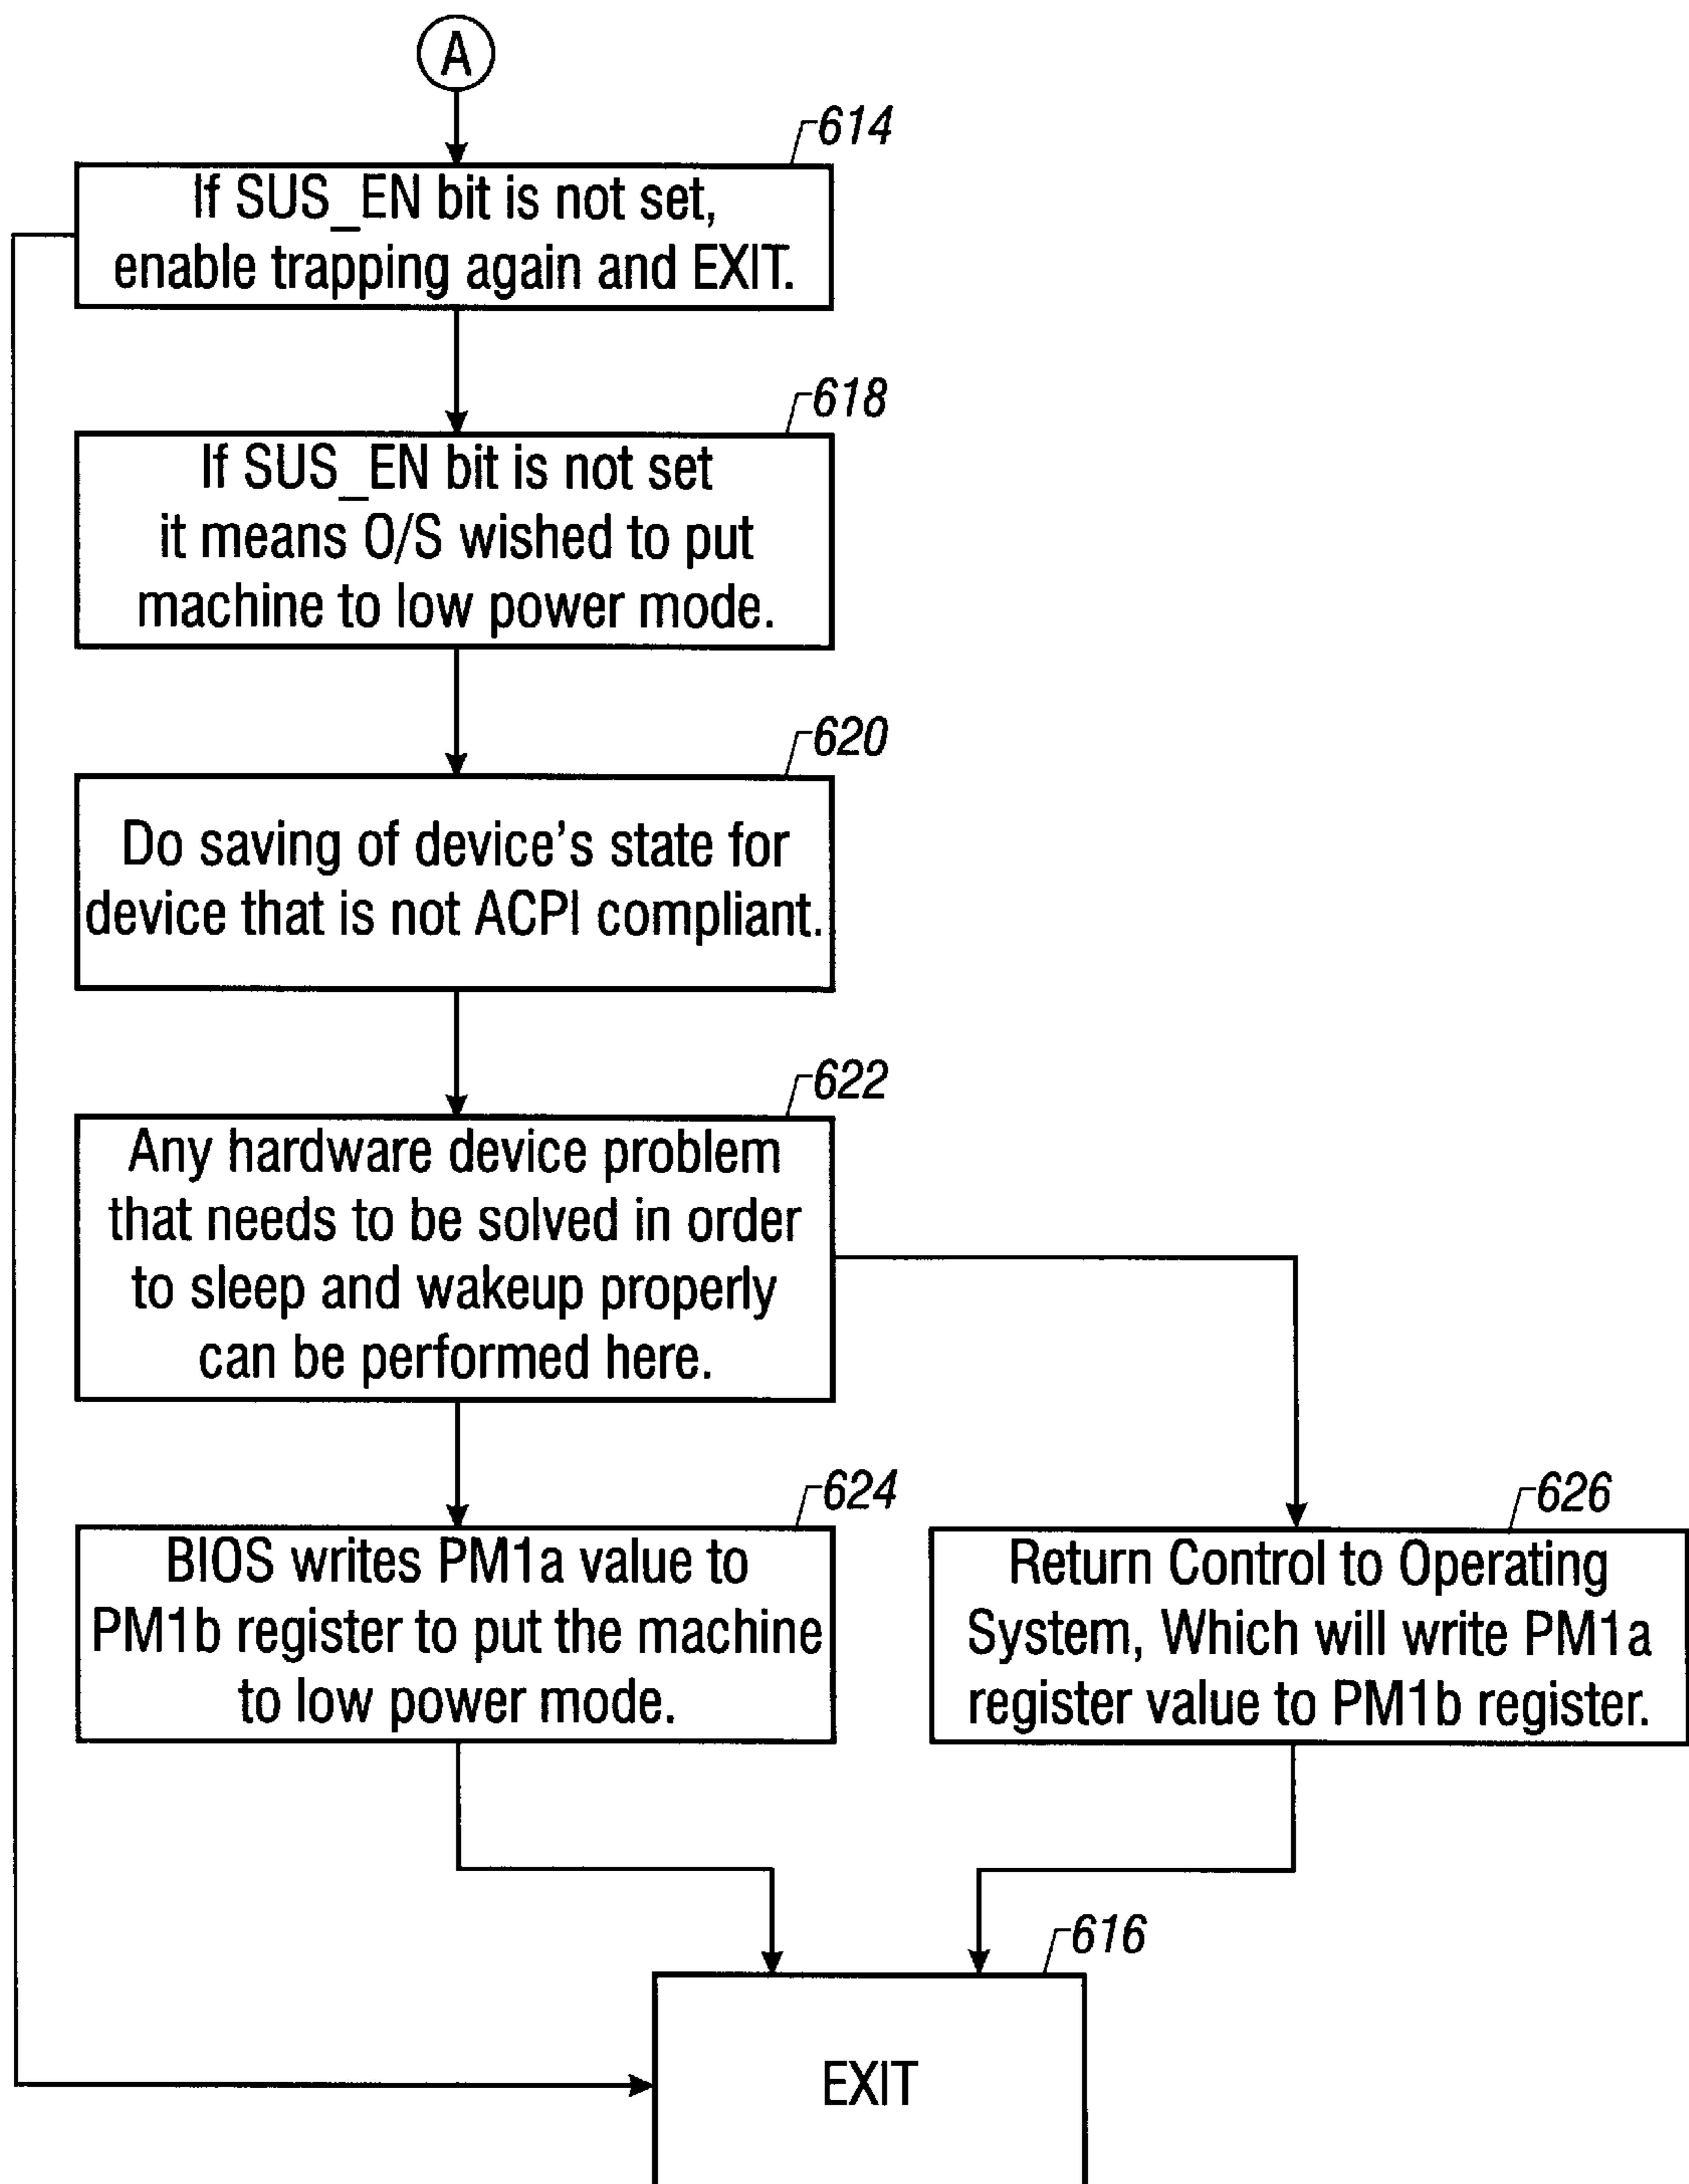 A
614
If SUS_EN bit is not set,
enable trapping again and EXIT.
618
If SUS_EN bit is not set
it means O/S wished to put
machine to low power mode.
620
Do saving of device's state for
device that is not ACPI compliant.
622
Any hardware device problem
that needs to be solved in order
to sleep and wakeup properly
can be performed here.
624
BIOS writes PM1a value to
PM1b register to put the machine
to low power mode.
626
Return Control to Operating
System, Which will write PM1a
register value to PM1b register.
616
EXIT